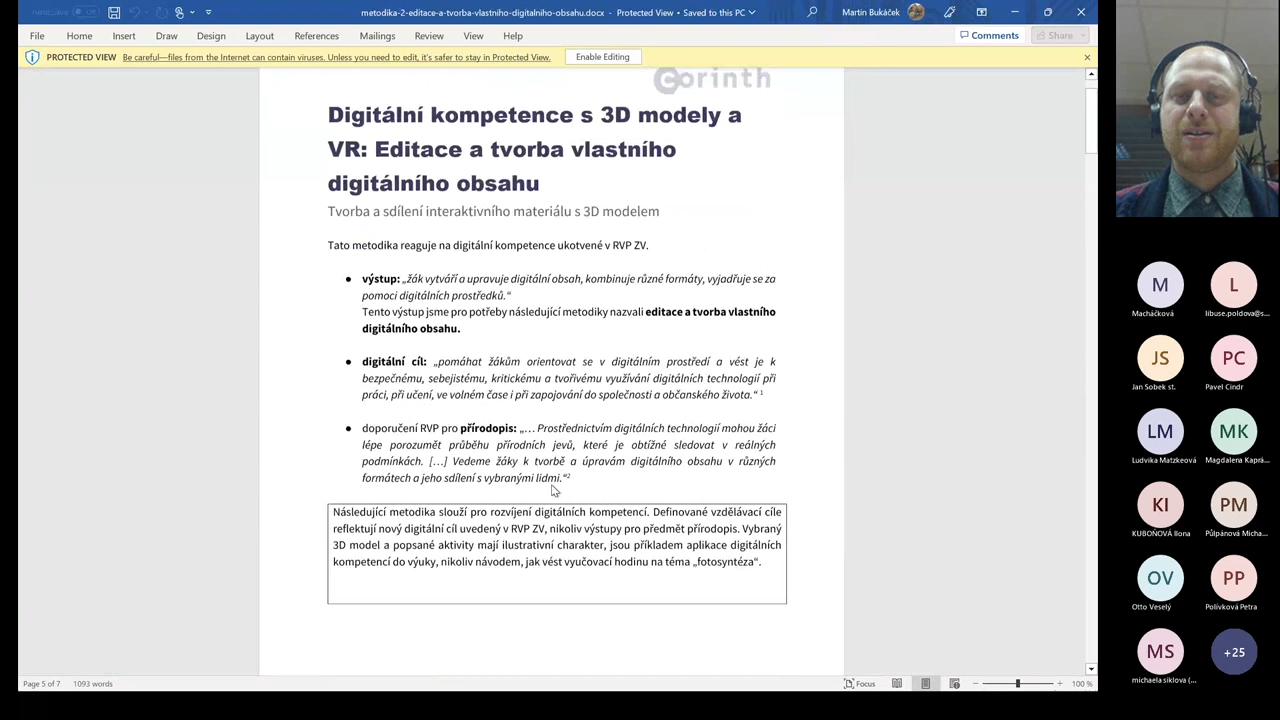 metodika-2-editace-a-tvorba-vlastniho-digitalniho-obsahu.docx - Protected View • Saved to this PC
Martin Bukáček
File Home Insert Draw Design Layout References Mailings Review View Help
Comments
Share
PROTECTED VIEW Be careful—files from the Internet can contain viruses. Unless you need to edit, it's safer to stay in Protected View. Enable Editing
corinth
Digitální kompetence s 3D modely a
VR: Editace a tvorba vlastního
digitálního obsahu
Tvorba a sdílení interaktivního materiálu s 3D modelem
Tato metodika reaguje na digitální kompetence ukotvené v RVP ZV.
● výstup: „žák vytváří a upravuje digitální obsah, kombinuje různé formáty, vyjadřuje se za
pomoci digitálních prostředků.“
Tento výstup jsme pro potřeby následující metodiky nazvali editace a tvorba vlastního
digitálního obsahu.
● digitální cíl: „pomáhat žákům orientovat se v digitálním prostředí a vést je k
bezpečnému, sebejistému, kritickému a tvořivému využívání digitálních technologií při
práci, při učení, ve volném čase i při zapojování do společnosti a občanského života.“ 1
● doporučení RVP pro přírodopis: „… Prostřednictvím digitálních technologií mohou žáci
lépe porozumět průběhu přírodních jevů, které je obtížné sledovat v reálných
podmínkách. […] Vedeme žáky k tvorbě a úpravám digitálního obsahu v různých
formátech a jeho sdílení s vybranými lidmi.“2
Následující metodika slouží pro rozvíjení digitálních kompetencí. Definované vzdělávací cíle
reflektují nový digitální cíl uvedený v RVP ZV, nikoliv výstupy pro předmět přírodopis. Vybraný
3D model a popsané aktivity mají ilustrativní charakter, jsou příkladem aplikace digitálních
kompetencí do výuky, nikoliv návodem, jak vést vyučovací hodinu na téma „fotosyntéza“.
Page 5 of 7 1093 words
Focus
100 %
M L
Macháčková libuse.poldova@s...
JS PC
Jan Sobek st. Pavel Cindr
LM MK
Ludvika Matzkeová Magdalena Kaprá...
KI PM
KUBOŇOVÁ Ilona Půlpánová Micha...
OV PP
Otto Veselý Polívková Petra
MS +25
michaela siklova (...